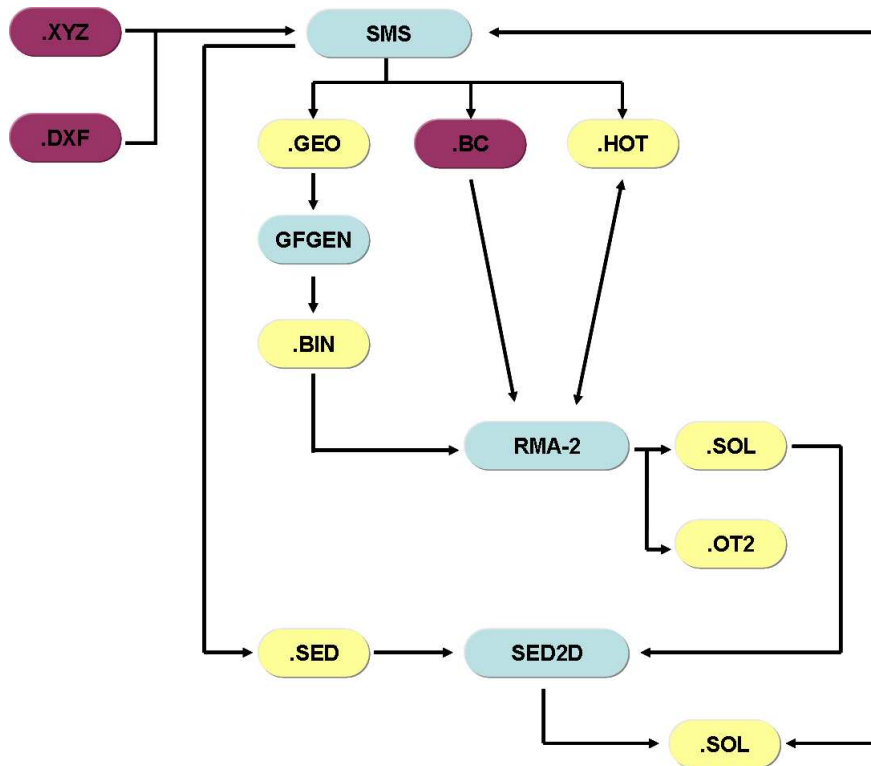 .XYZ
SMS
.DXF
.GEO
.BC
.HOT
GFGEN
.BIN
RMA-2
.SOL
.OT2
.SED
SED2D
.SOL